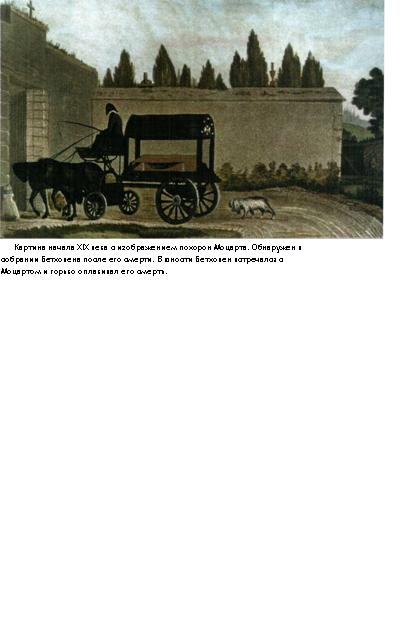 Картина начала XIX века с изображением похорон Моцарта. Обнаружен в
собрании Бетховена после его смерти. В юности Бетховен встречался с
Моцартом и горько оплакивал его смерть.